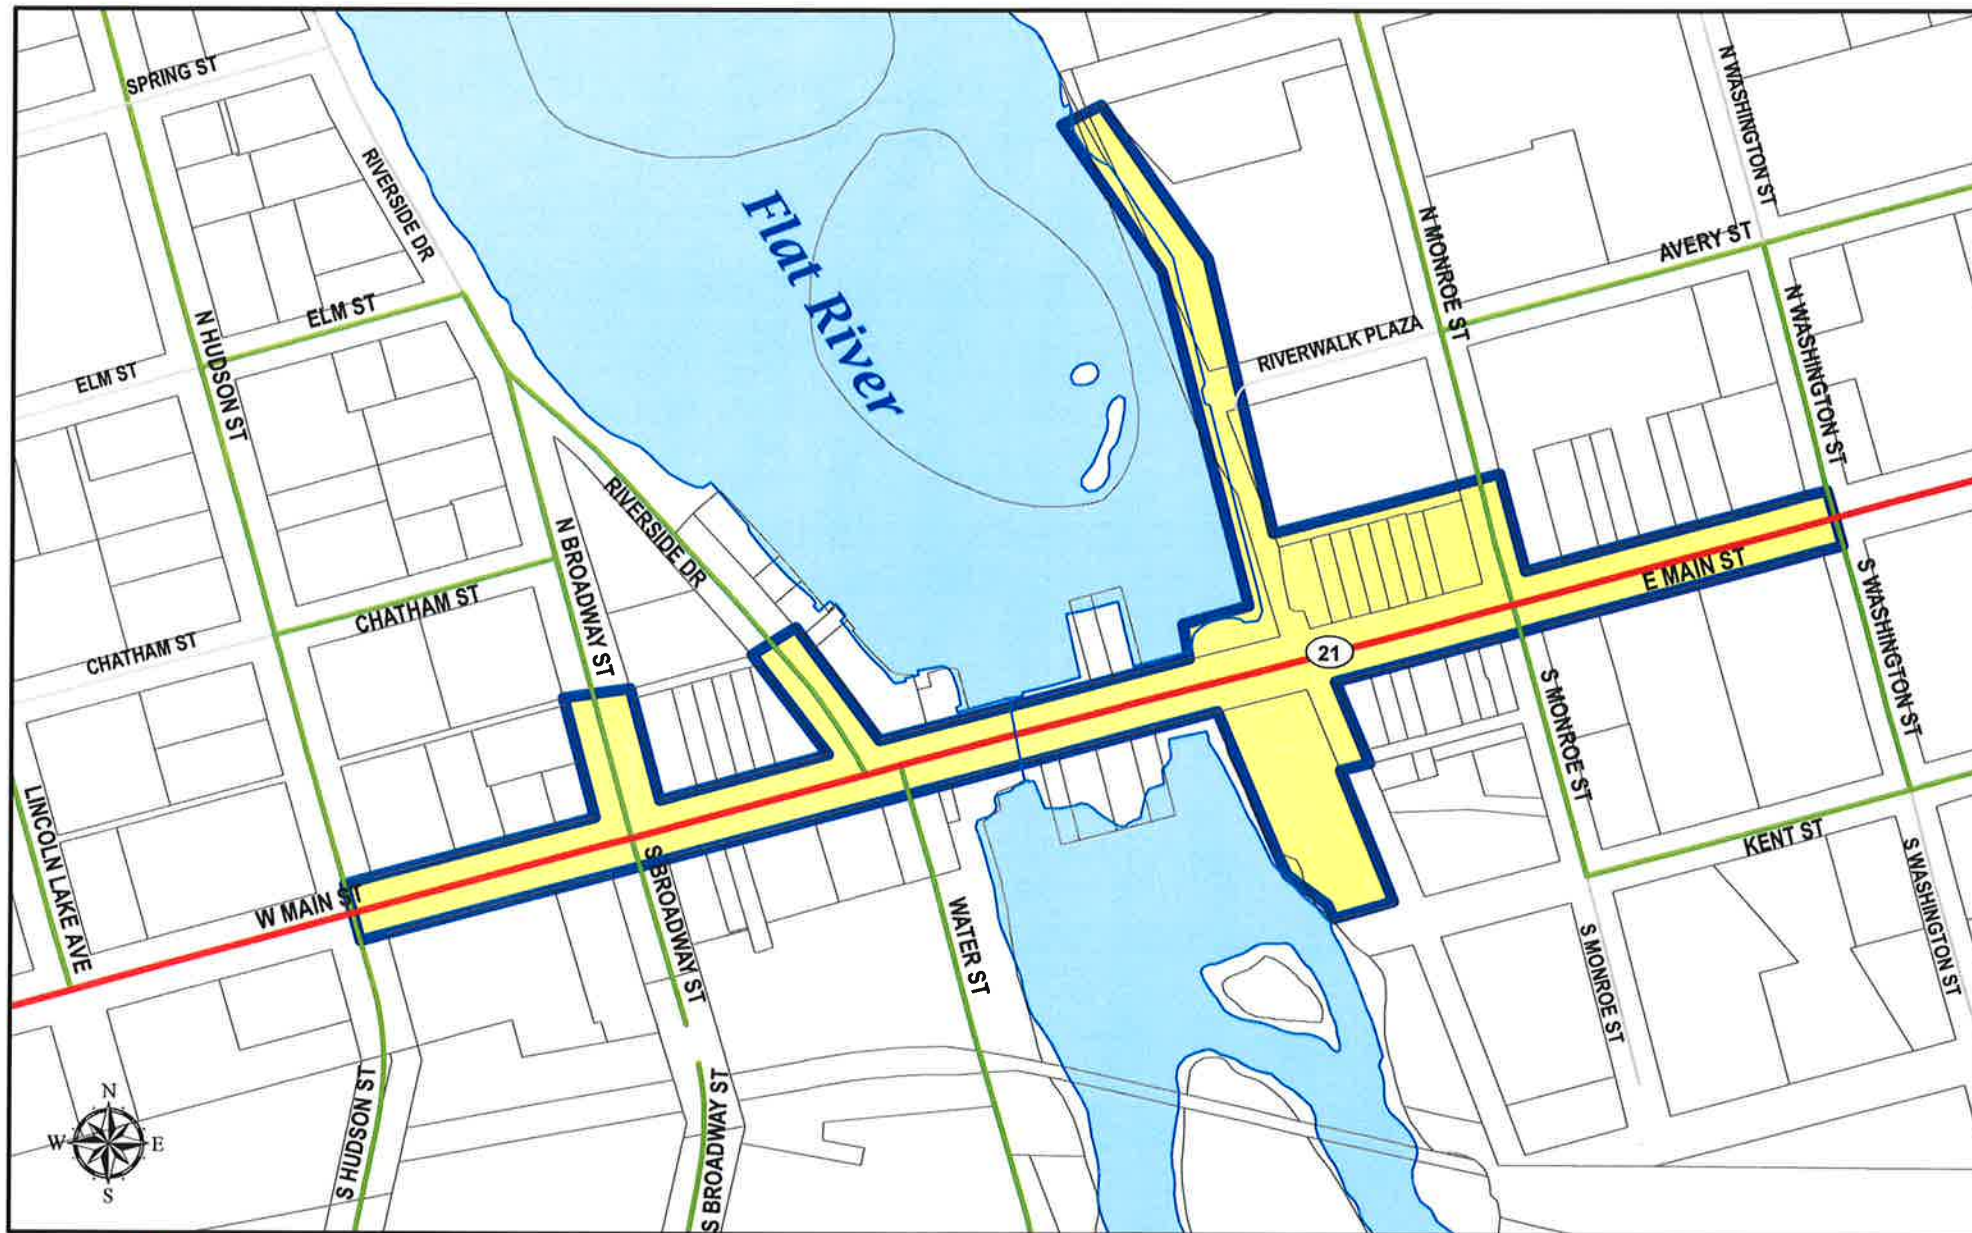 SPRING ST
N WASHINGTON ST
RIVERSIDE DR
Flat River
N MONROE ST
AVERY ST
ELM ST
N HUDSON ST
N WASHINGTON ST
RIVERWALK PLAZA
ELM ST
RIVERSIDE DR
N BROADWAY ST
E MAIN ST
CHATHAM ST
CHATHAM ST
21
S WASHINGTON ST
S MONROE ST
LINCOLN LAKE AVE
W MAIN ST
S BROADWAY ST
KENT ST
S WASHINGTON ST
WATER ST
S MONROE ST
N
W E
S
S HUDSON ST
S BROADWAY ST